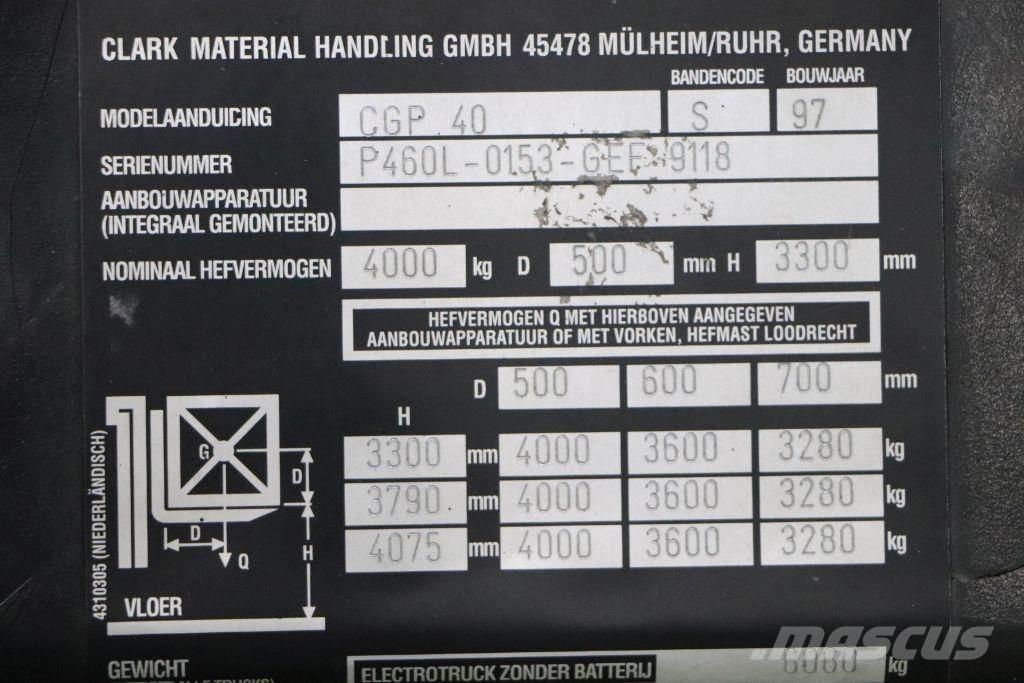 CLARK MATERIAL HANDLING GMBH 45478 MÜLHEIM/RUHR, GERMANY
BANDENCODE BOUWJAAR
MODELAANDUICING CGP 40 S 97
SERIENUMMER P460L-0153-GEF 9118
AANBOUWAPPARATUUR
(INTEGRAAL GEMONTEERD)
NOMINAAL HEFVERMOGEN 4000 kg D 500 mm H 3300 mm
HEFVERMOGEN Q MET HIERBOVEN AANGEGEVEN
AANBOUWAPPARATUUR OF MET VORKEN, HEFMAST LOODRECHT
D 500 600 700 mm
H
3300 mm 4000 3600 3280 kg
3790 mm 4000 3600 3280 kg
4075 mm 4000 3600 3280 kg
G
D
D
H
Q
VLOER
4310305 (NIEDERLÄNDISCH)
GEWICHT ELECTROTRUCK ZONDER BATTERIJ 6060 kg
mascus